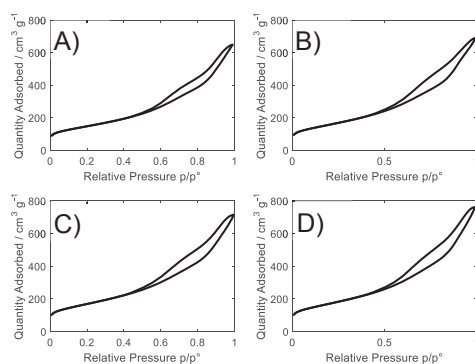 A)
800
600
400
200
0
0 0.2 0.4 0.6 0.8 1
Relative Pressure p/p°
Quantity Adsorbed / cm³ g⁻¹
B)
800
600
400
200
0
0 0.5
Relative Pressure p/p°
Quantity Adsorbed / cm³ g⁻¹
C)
800
600
400
200
0
0 0.2 0.4 0.6 0.8 1
Relative Pressure p/p°
Quantity Adsorbed / cm³ g⁻¹
D)
800
600
400
200
0
0 0.5
Relative Pressure p/p°
Quantity Adsorbed / cm³ g⁻¹